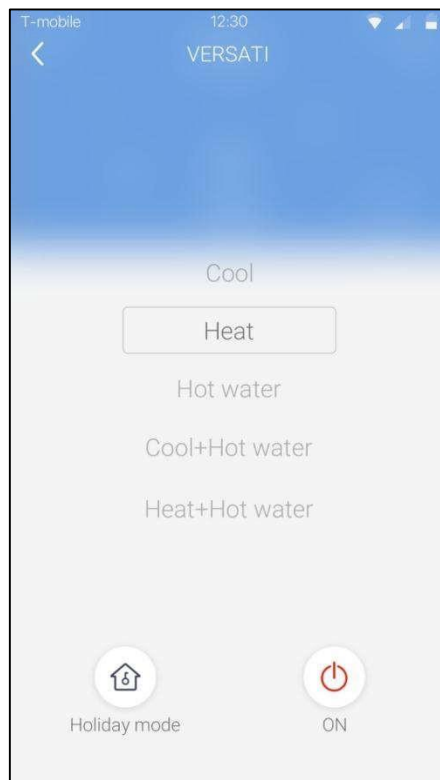 T-mobile 12:30
VERSATI
Cool
Heat
Hot water
Cool+Hot water
Heat+Hot water
Holiday mode ON